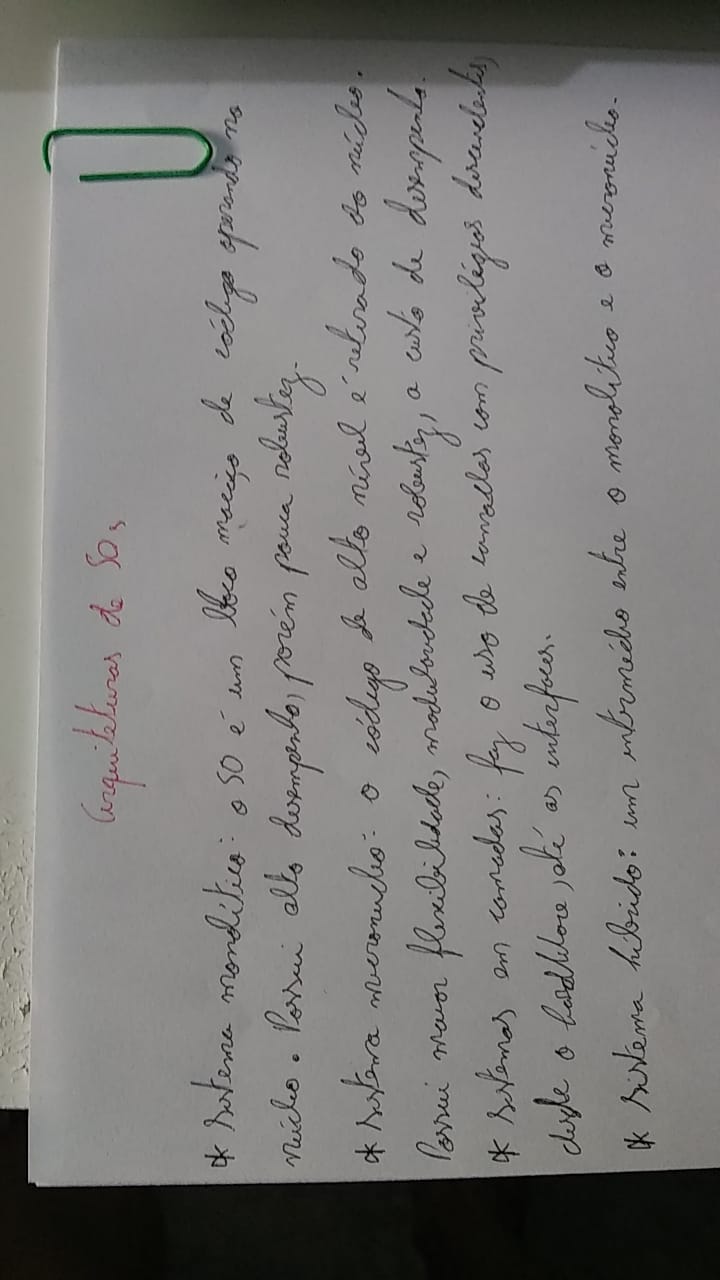 Arquiteturas de SOs
* Sistema monolítico: o SO é um bloco maciço de código operando no
núcleo. Possui alto desempenho, porém pouca robustez.
* Sistema micronucleo: o código de alto nível é retirado do núcleo.
Possui maior flexibilidade, modularidade e robustez, a custo de desempenho.
* Sistemas em camadas: faz o uso de camadas com privilégios descendentes,
desde o hardware, até as interfaces.
* Sistema híbrido: um intermédio entre o monolítico e o micronúcleo.